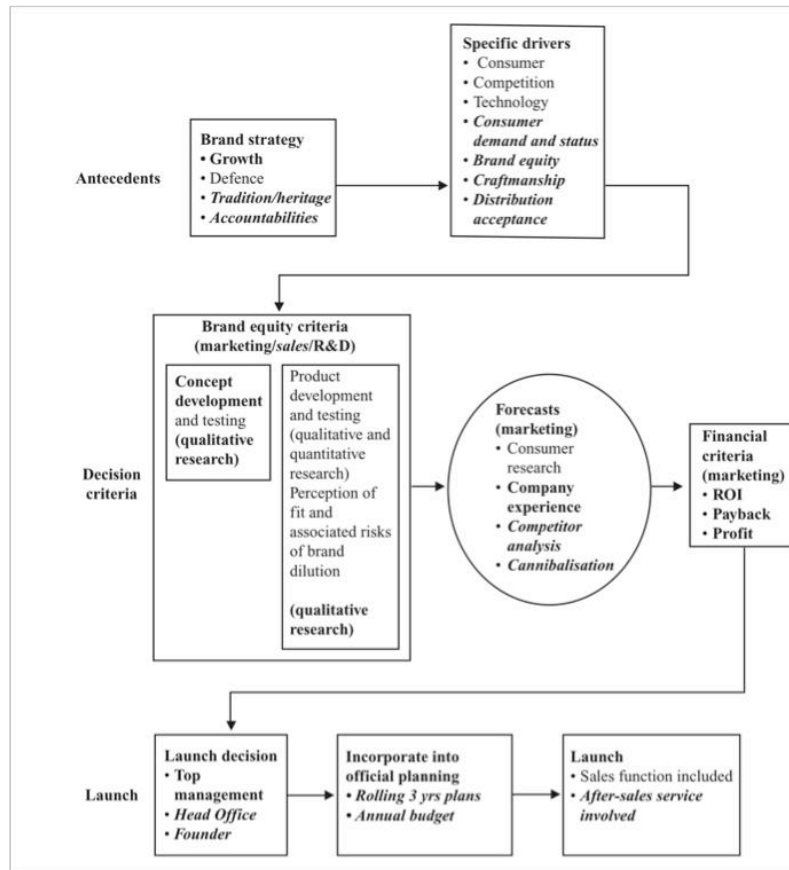 Antecedents
Brand strategy
• Growth
• Defence
• Tradition/heritage
• Accountabilities
Specific drivers
• Consumer
• Competition
• Technology
• Consumer
demand and status
• Brand equity
• Craftmanship
• Distribution
acceptance
Decision
criteria
Brand equity criteria
(marketing/sales/R&D)
Concept
development
and testing
(qualitative
research)
Product
development
and testing
(qualitative and
quantitative
research)
Perception of
fit and
associated risks
of brand
dilution
(qualitative
research)
Forecasts
(marketing)
• Consumer
research
• Company
experience
• Competitor
analysis
• Cannibalisation
Financial
criteria
(marketing)
• ROI
• Payback
• Profit
Launch
Launch decision
• Top
management
• Head Office
• Founder
Incorporate into
official planning
• Rolling 3 yrs plans
• Annual budget
Launch
• Sales function included
• After-sales service
involved